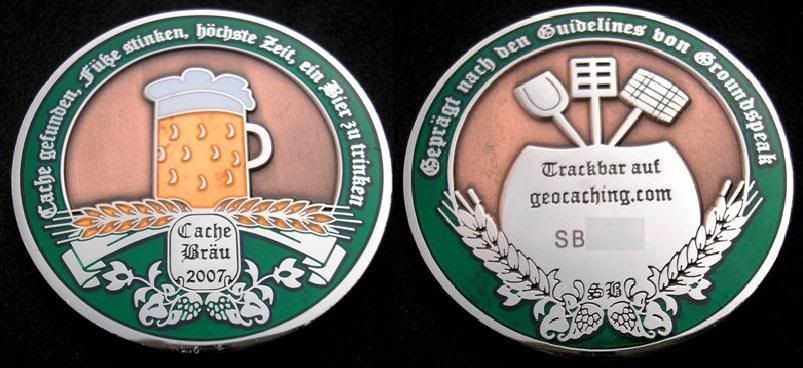 Cache gefunden, Füße stinken, höchste Zeit, ein Bier zu trinken
Cache
Bräu
2007
Geprägt nach den Guidelines von Groundspeak
Trackbar auf
geocaching.com
SB
SB